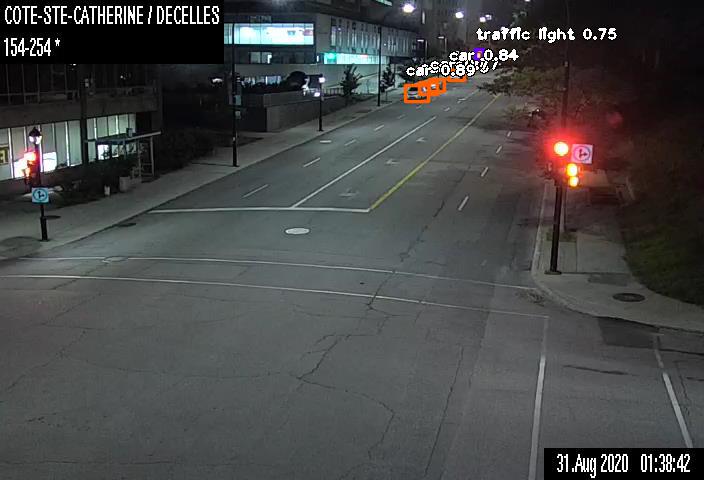 COTE-STE-CATHERINE / DECELLES
154-254 *
traffic light 0.75
car 0.84
car 0.89
31.Aug 2020 01:38:42